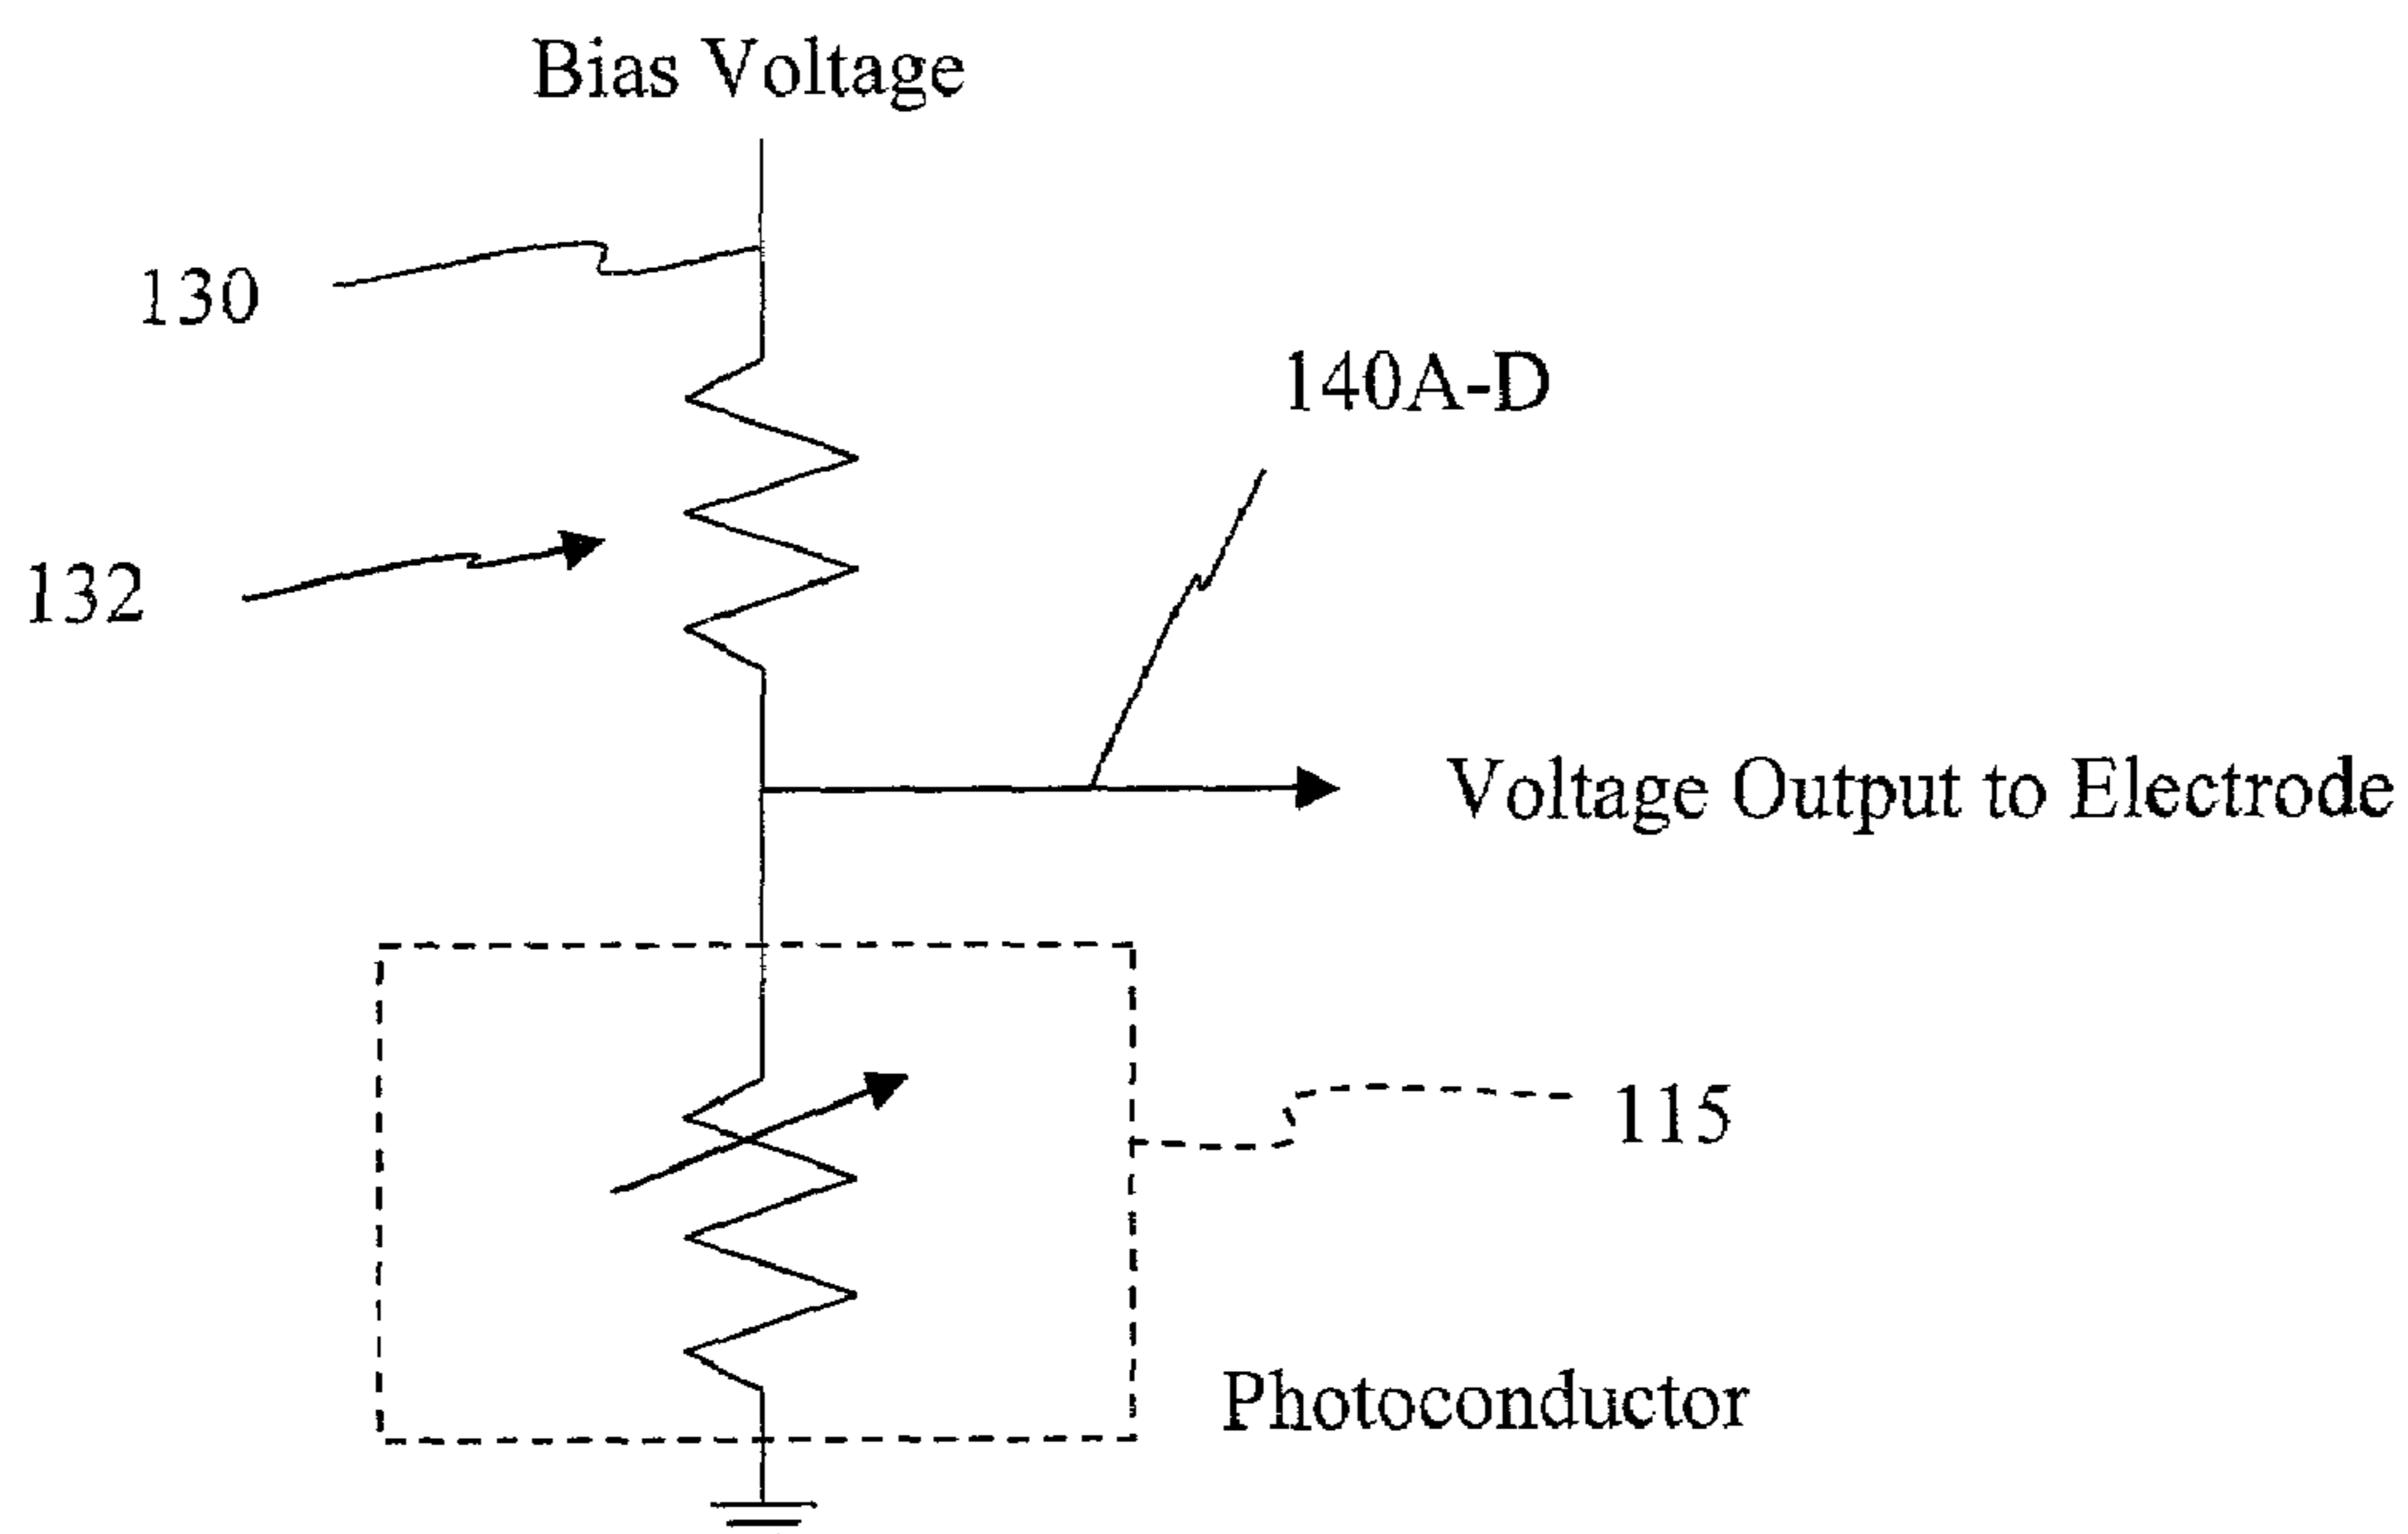 Bias Voltage
130
140A-D
132
Voltage Output to Electrode
115
Photoconductor